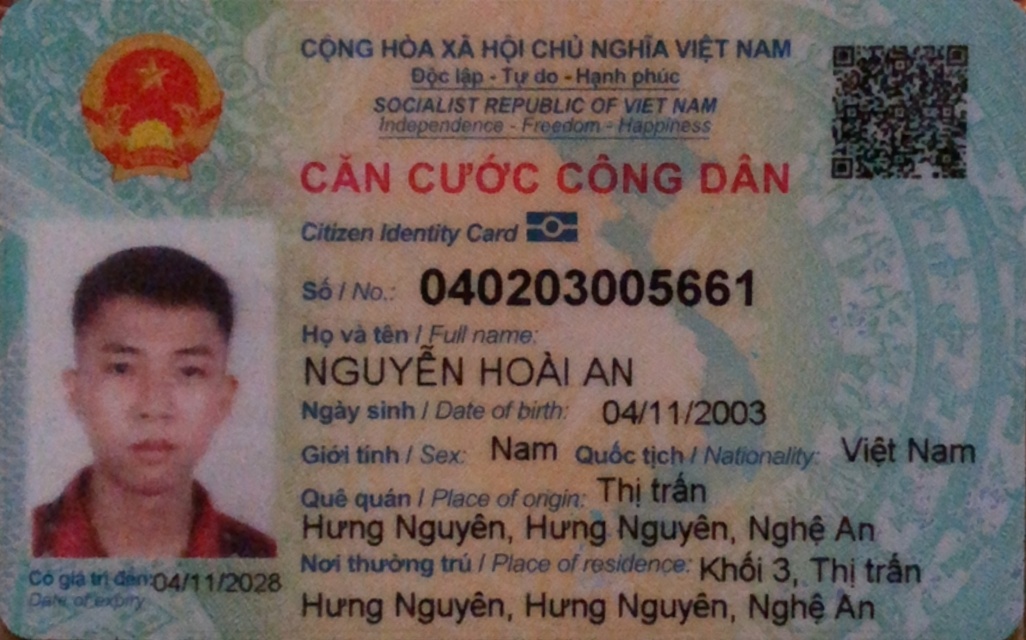 CỘNG HÒA XÃ HỘI CHỦ NGHĨA VIỆT NAM
Độc lập - Tự do - Hạnh phúc
SOCIALIST REPUBLIC OF VIET NAM
Independence - Freedom - Happiness
CĂN CƯỚC CÔNG DÂN
Citizen Identity Card
Số / No.: 040203005661
Họ và tên / Full name:
NGUYỄN HOÀI AN
Ngày sinh / Date of birth: 04/11/2003
Giới tính / Sex: Nam Quốc tịch / Nationality: Việt Nam
Quê quán / Place of origin: Thị trấn
Hưng Nguyên, Hưng Nguyên, Nghệ An
Nơi thường trú / Place of residence: Khối 3, Thị trấn
Hưng Nguyên, Hưng Nguyên, Nghệ An
Có giá trị đến: 04/11/2028
Date of expiry